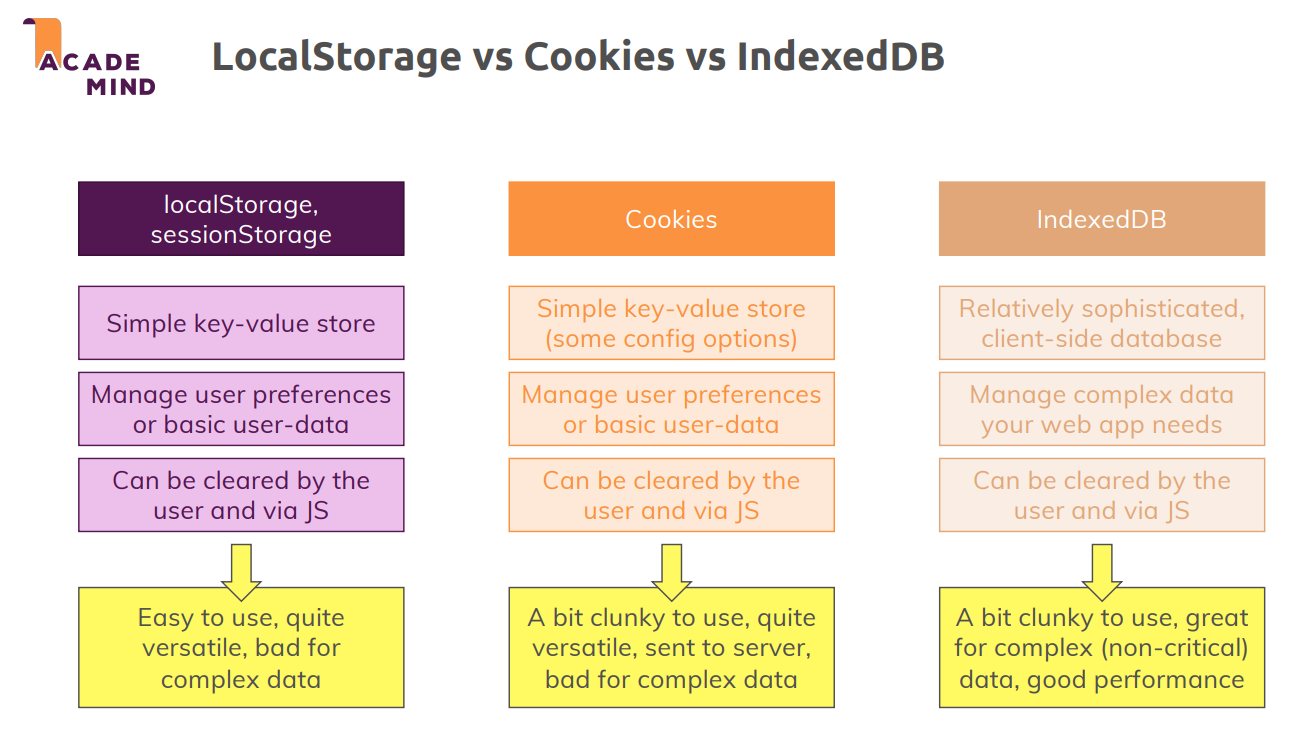 ACADE
MIND
LocalStorage vs Cookies vs IndexedDB
localStorage,
sessionStorage
Simple key-value store
Manage user preferences
or basic user-data
Can be cleared by the
user and via JS
Easy to use, quite
versatile, bad for
complex data
Cookies
Simple key-value store
(some config options)
Manage user preferences
or basic user-data
Can be cleared by the
user and via JS
A bit clunky to use, quite
versatile, sent to server,
bad for complex data
IndexedDB
Relatively sophisticated,
client-side database
Manage complex data
your web app needs
Can be cleared by the
user and via JS
A bit clunky to use, great
for complex (non-critical)
data, good performance